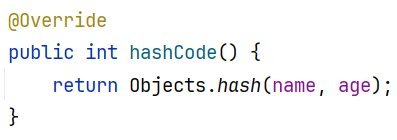 @Override
public int hashCode() {
    return Objects.hash(name, age);
}